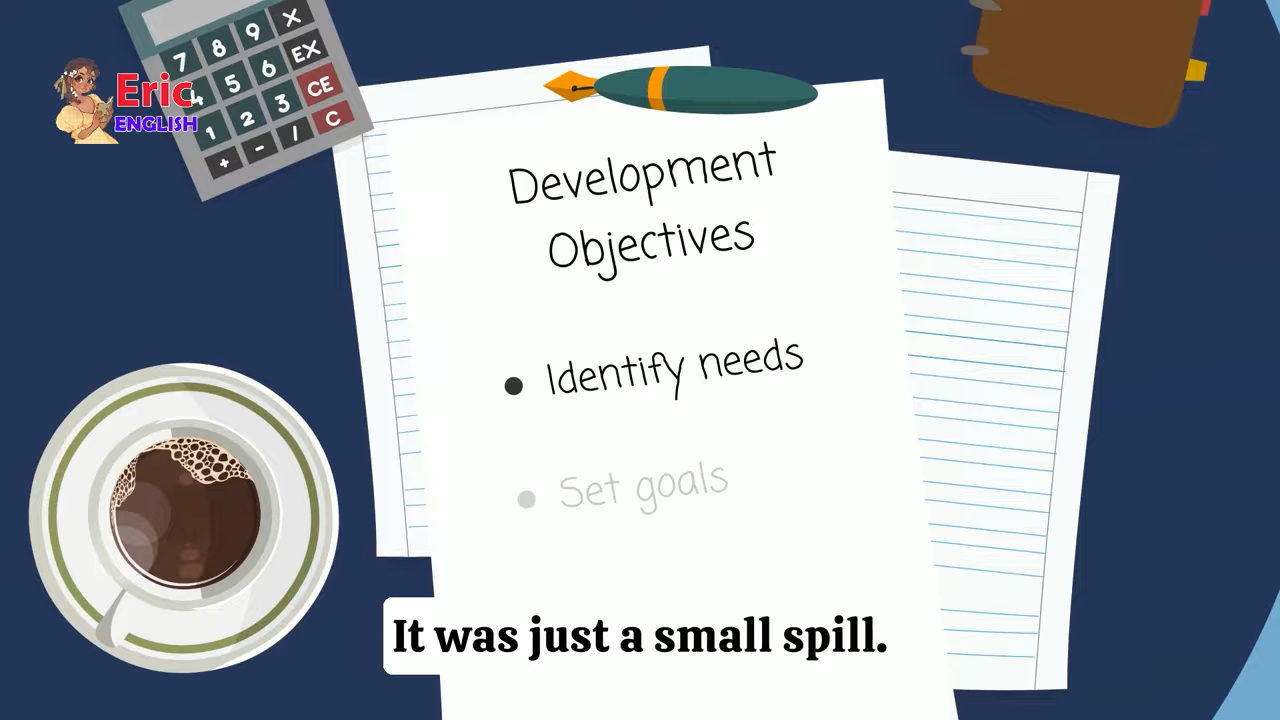 7 8 9 X
4 5 6 EX
1 2 3 CE
+ - / C
Eric
ENGLISH
Development
Objectives
● Identify needs
● Set goals
It was just a small spill.